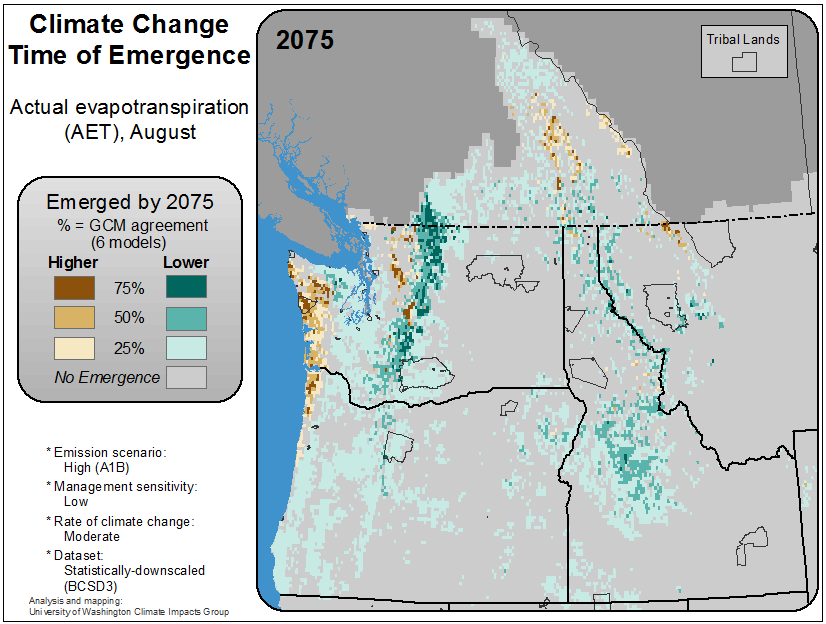 Climate Change
Time of Emergence
Actual evapotranspiration
(AET), August
Emerged by 2075
% = GCM agreement
(6 models)
Higher Lower
75%
50%
25%
No Emergence
* Emission scenario:
High (A1B)
* Management sensitivity:
Low
* Rate of climate change:
Moderate
* Dataset:
Statistically-downscaled
(BCSD3)
Analysis and mapping:
University of Washington Climate Impacts Group
2075
Tribal Lands